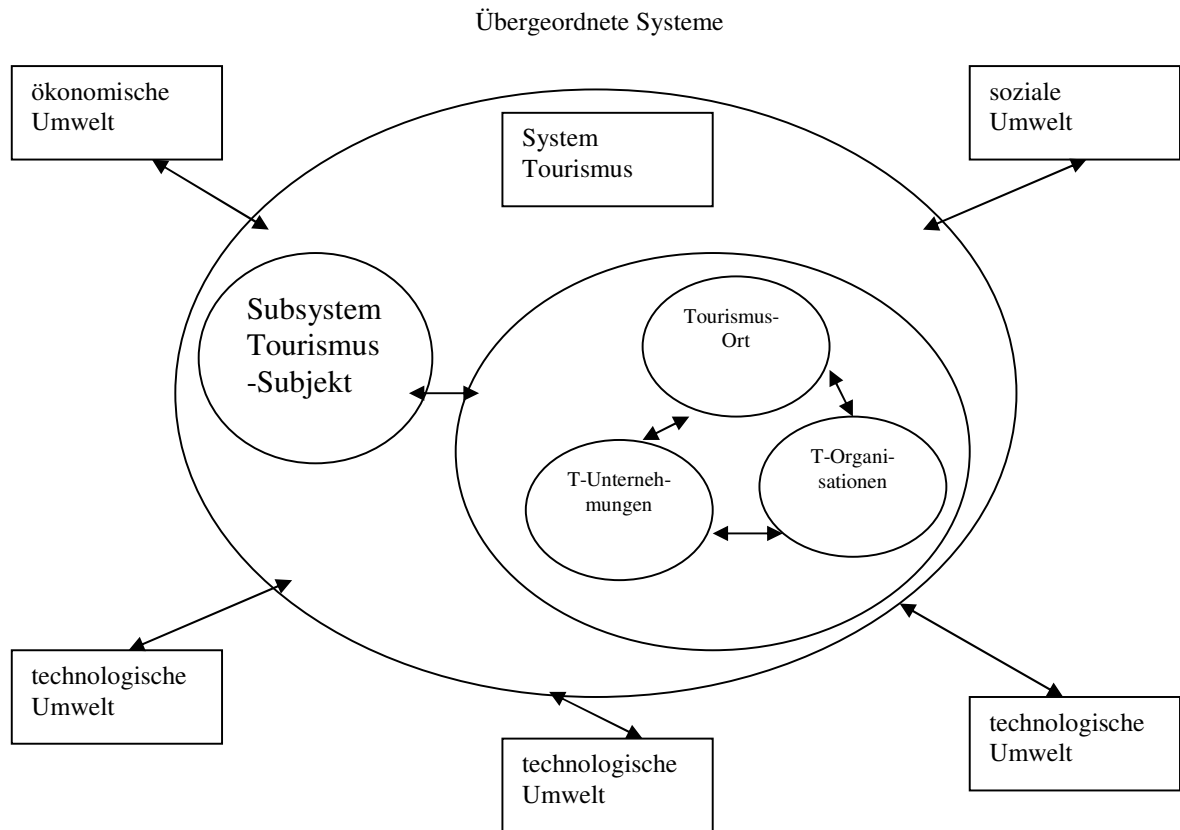 Übergeordnete Systeme
ökonomische
Umwelt
soziale
Umwelt
System
Tourismus
Subsystem
Tourismus
-Subjekt
Tourismus-
Ort
T-Unterneh-
mungen
T-Organi-
sationen
technologische
Umwelt
technologische
Umwelt
technologische
Umwelt